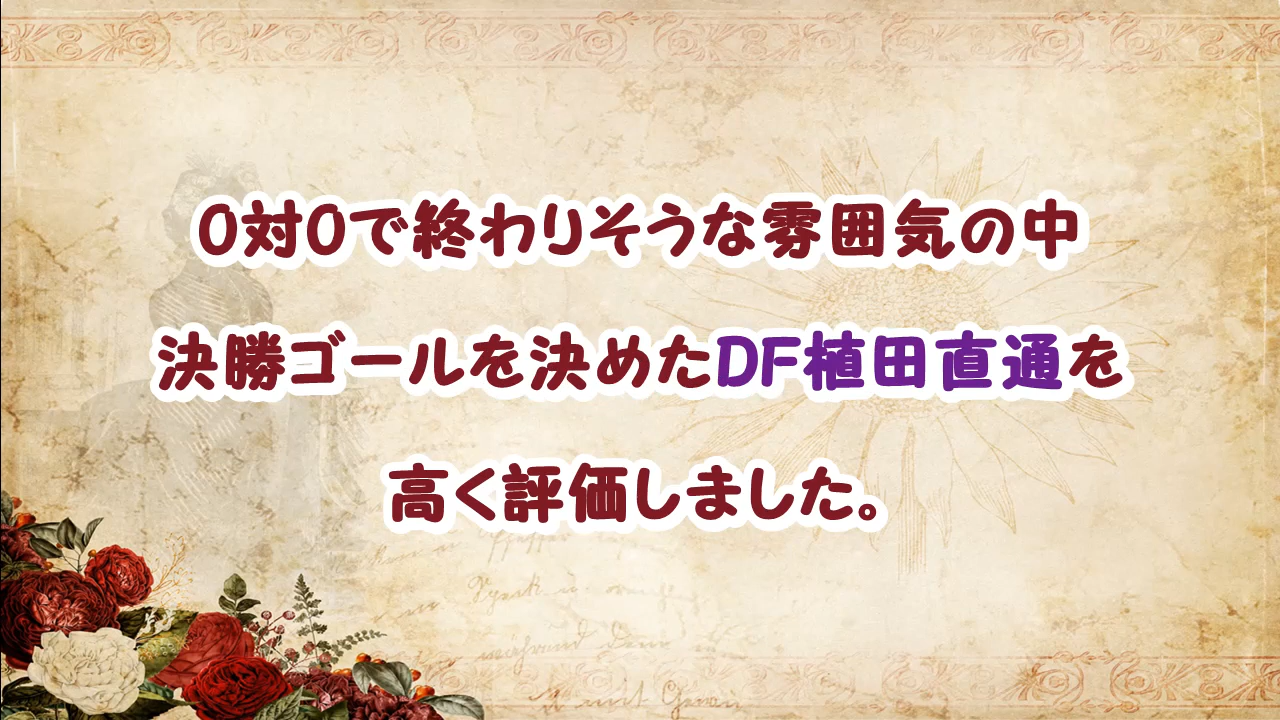 0対0で終わりそうな雰囲気の中
決勝ゴールを決めたDF植田直通を
高く評価しました。